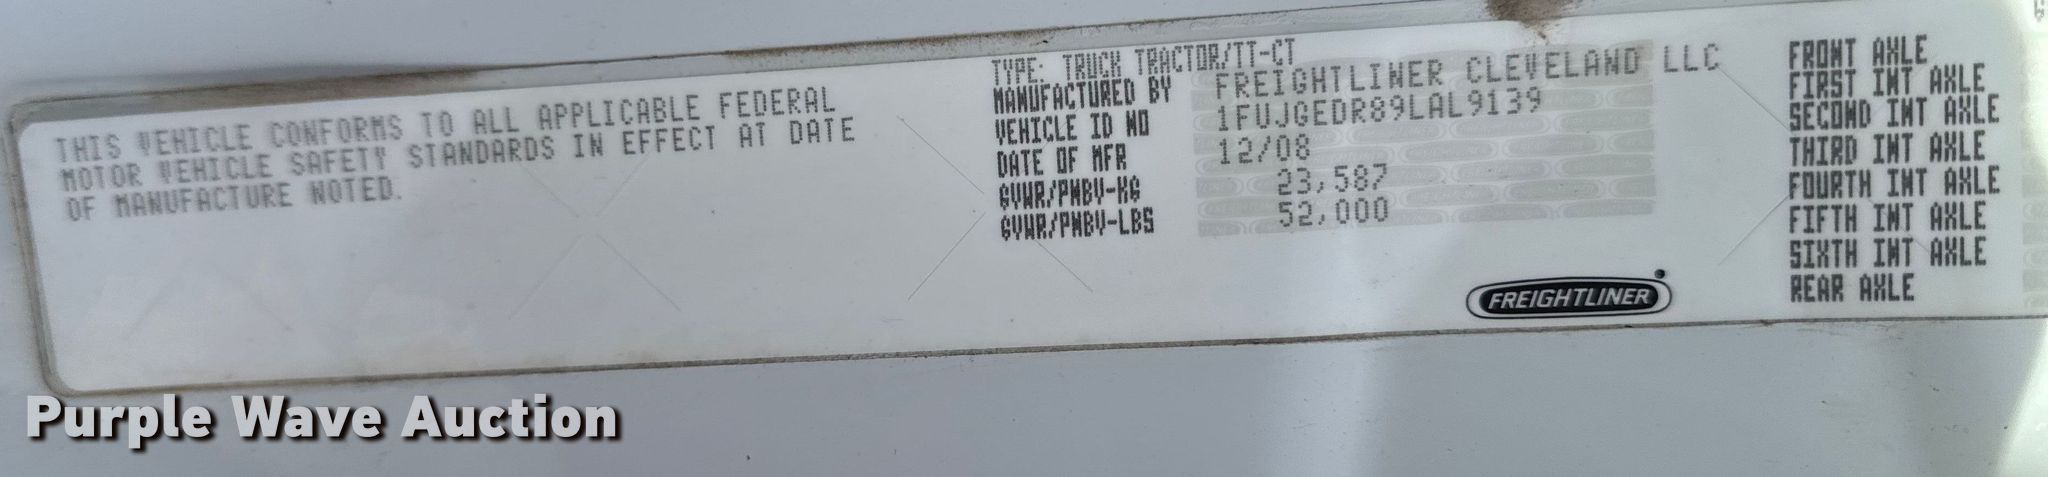 THIS VEHICLE CONFORMS TO ALL APPLICABLE FEDERAL
MOTOR VEHICLE SAFETY STANDARDS IN EFFECT AT DATE
OF MANUFACTURE NOTED.
TYPE: TRUCK TRACTOR/TT-CT
MANUFACTURED BY FREIGHTLINER CLEVELAND LLC
VEHICLE ID NO 1FUJGEDR89LAL9139
DATE OF MFR 12/08
GVWR/PNBV-KG 23,587
GVWR/PNBV-LBS 52,000
FREIGHTLINER
FRONT AXLE
FIRST INT AXLE
SECOND INT AXLE
THIRD INT AXLE
FOURTH INT AXLE
FIFTH INT AXLE
SIXTH INT AXLE
REAR AXLE
Purple Wave Auction